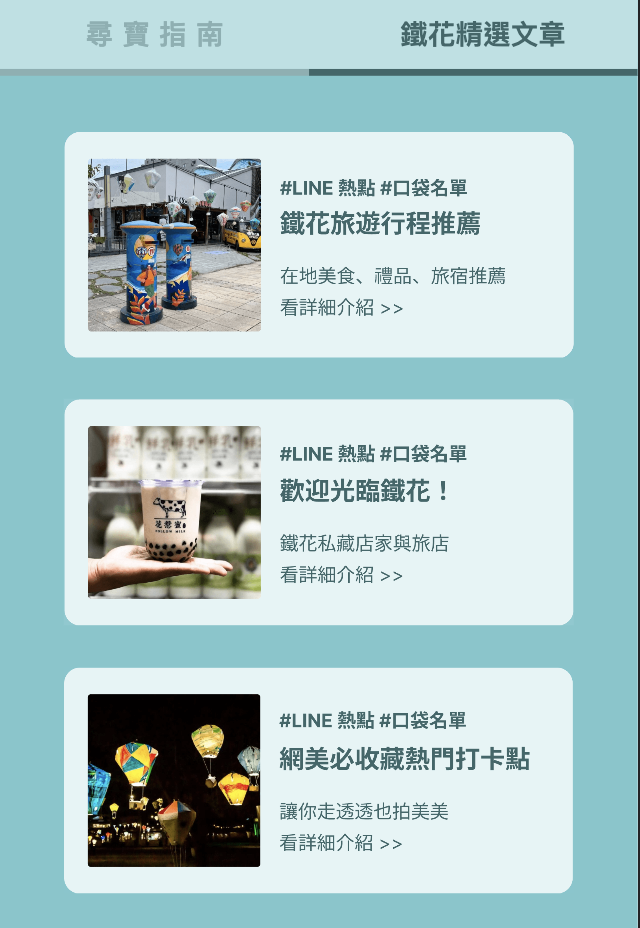 尋寶指南
鐵花精選文章
#LINE 熱點 #口袋名單
鐵花旅遊行程推薦
在地美食、禮品、旅宿推薦
看詳細介紹 >>
#LINE 熱點 #口袋名單
歡迎光臨鐵花！
鐵花私藏店家與旅店
看詳細介紹 >>
#LINE 熱點 #口袋名單
網美必收藏熱門打卡點
讓你走透透也拍美美
看詳細介紹 >>